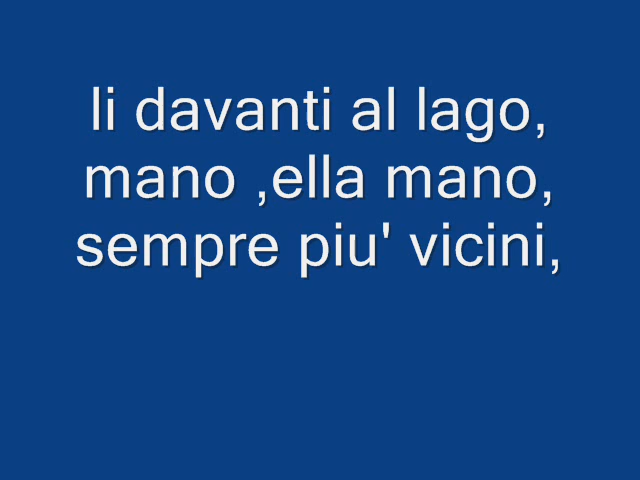 li davanti al lago,
mano ,ella mano,
sempre piu' vicini,